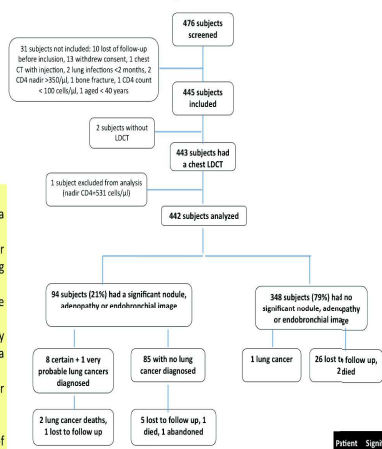 476 subjects
screened
31 subjects not included: 10 lost of follow-up
before inclusion, 13 withdrew consent, 1 chest
CT with injection, 2 lung infections <2 months, 2
CD4 nadir >350/µl, 1 bone fracture, 1 CD4 count
< 100 cells/µl, 1 aged < 40 years
445 subjects
included
2 subjects without
LDCT
443 subjects had
a chest LDCT
1 subject excluded from analysis
(nadir CD4=531 cells/µl)
442 subjects analyzed
94 subjects (21%) had a significant nodule,
adenopathy or endobronchial image
348 subjects (79%) had no
significant nodule, adenopathy
or endobronchial image
8 certain + 1 very
probable lung cancers
diagnosed
85 with no lung
cancer diagnosed
1 lung cancer
26 lost to follow up,
2 died
2 lung cancer deaths,
1 lost to follow up
5 lost to follow up, 1
died, 1 abandoned
a
r
g
e
y
a
r
of
Patient Signif